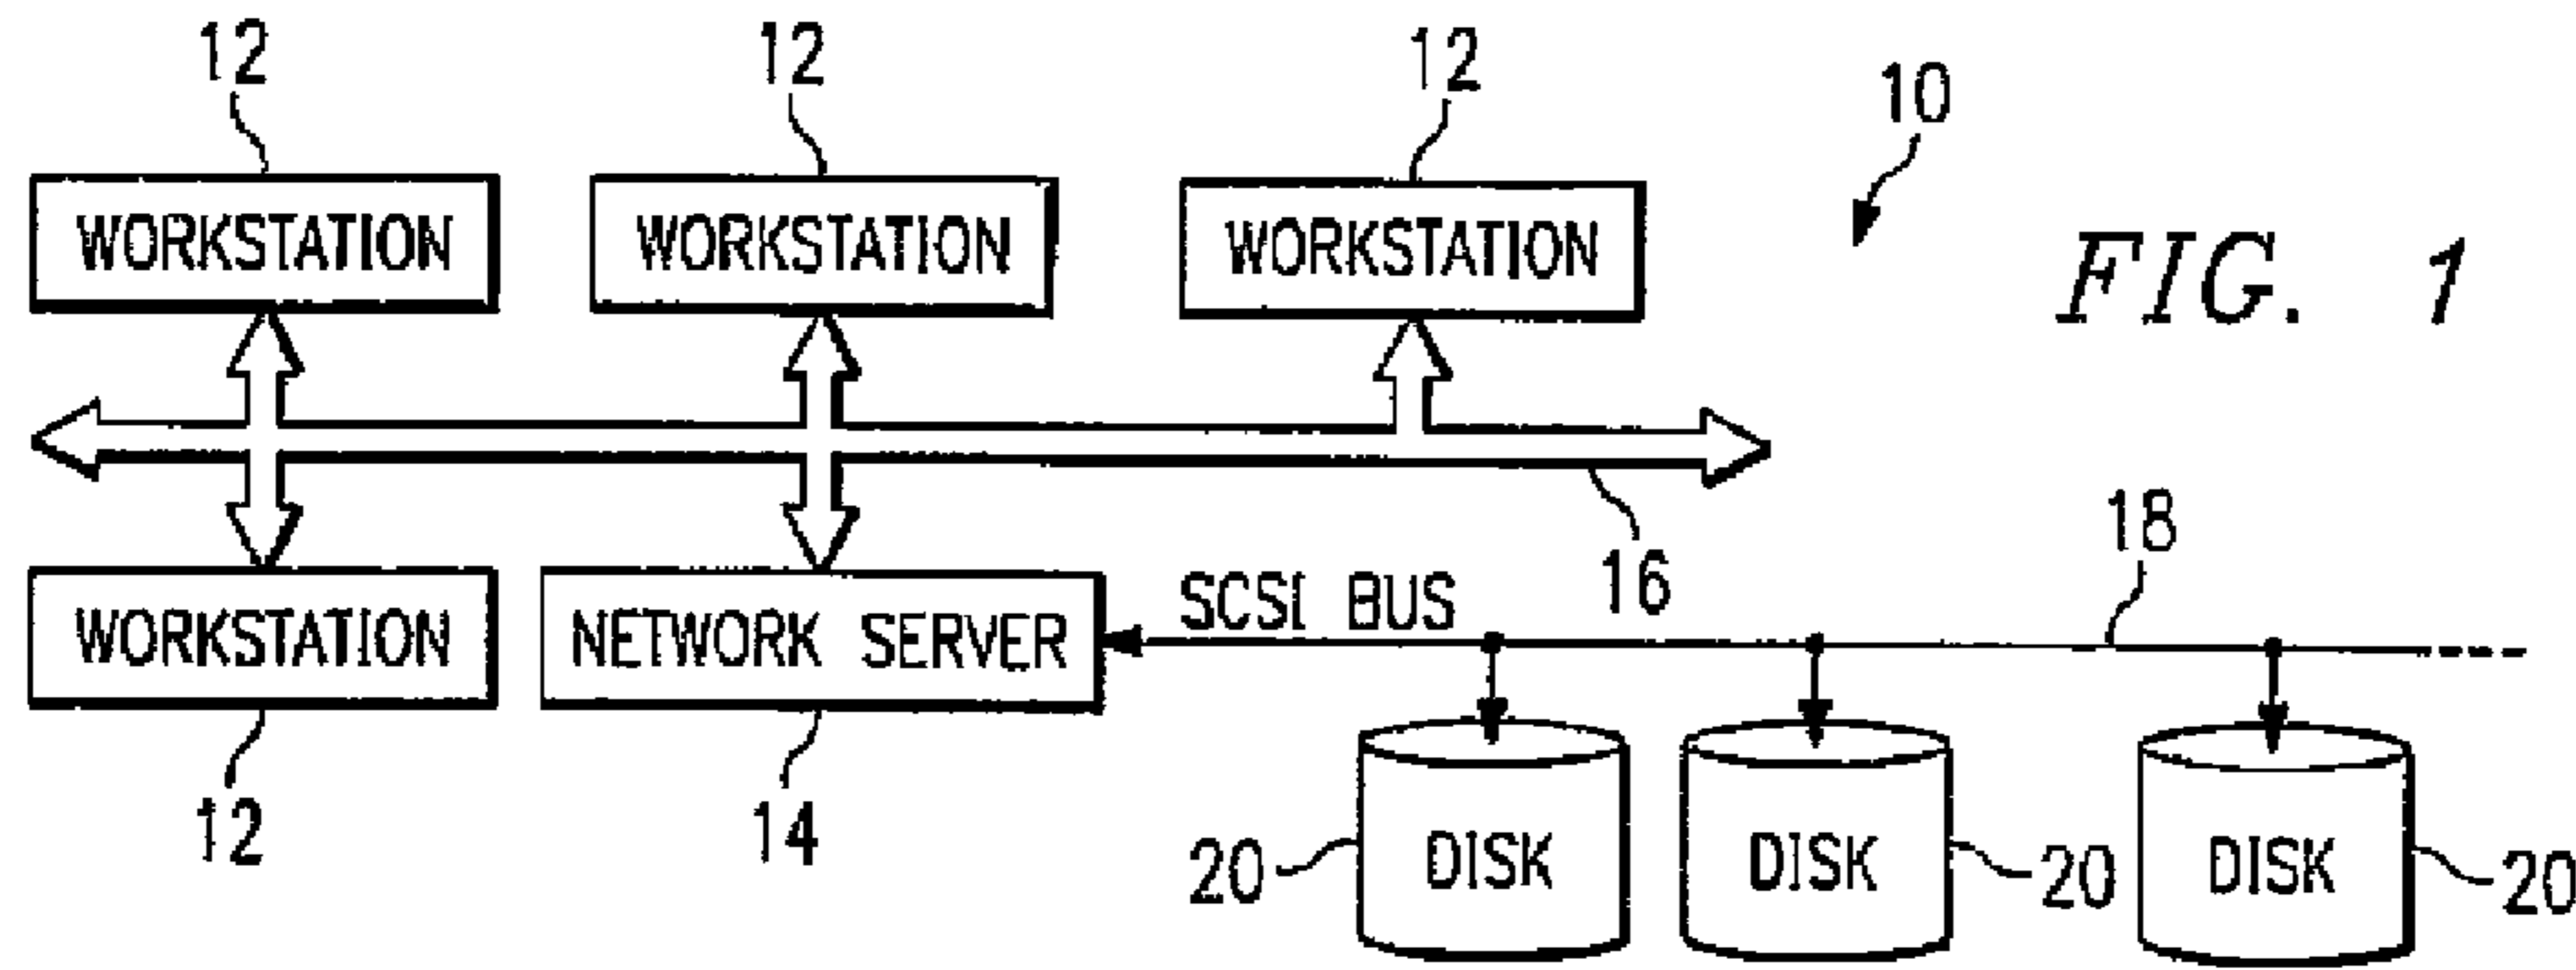 12 12 12 10
WORKSTATION WORKSTATION WORKSTATION
FIG. 1
16 18
SCSI BUS
WORKSTATION NETWORK SERVER
12 14
20 DISK DISK 20 DISK 20